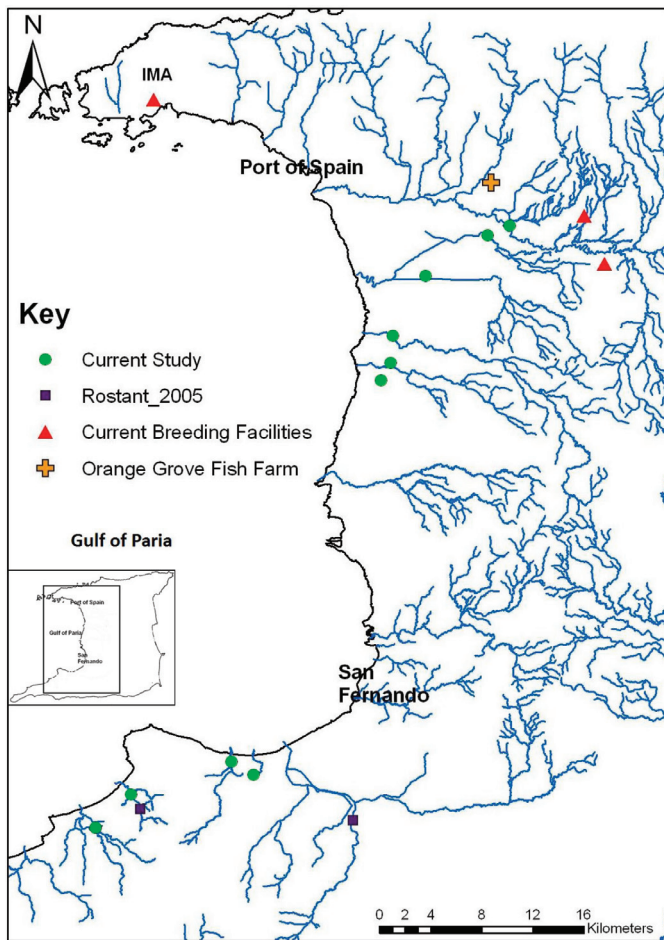 N
IMA
Port of Spain
Key
Current Study
Rostant_2005
Current Breeding Facilities
Orange Grove Fish Farm
Gulf of Paria
Port of Spain
Gulf of Paria
San
Fernando
San
Fernando
0 2 4 8 12 16
Kilometers